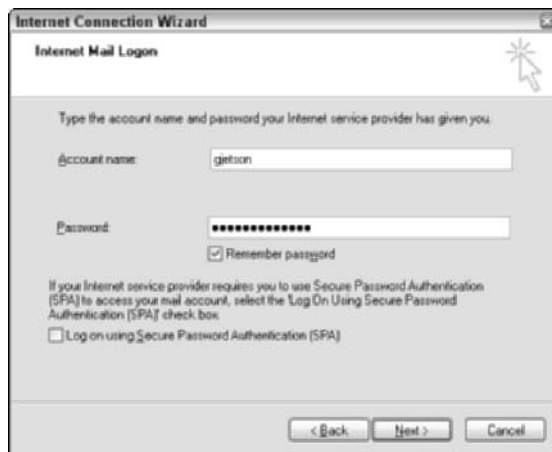 Internet Connection Wizard
Internet Mail Logon
Type the account name and password your Internet service provider has given you.
Account name: gjetson
Password: •••••••••••••
Remember password
If your Internet service provider requires you to use Secure Password Authentication
(SPA) to access your mail account, select the 'Log On Using Secure Password
Authentication (SPA)' check box.
Log on using Secure Password Authentication (SPA)
< Back Next > Cancel